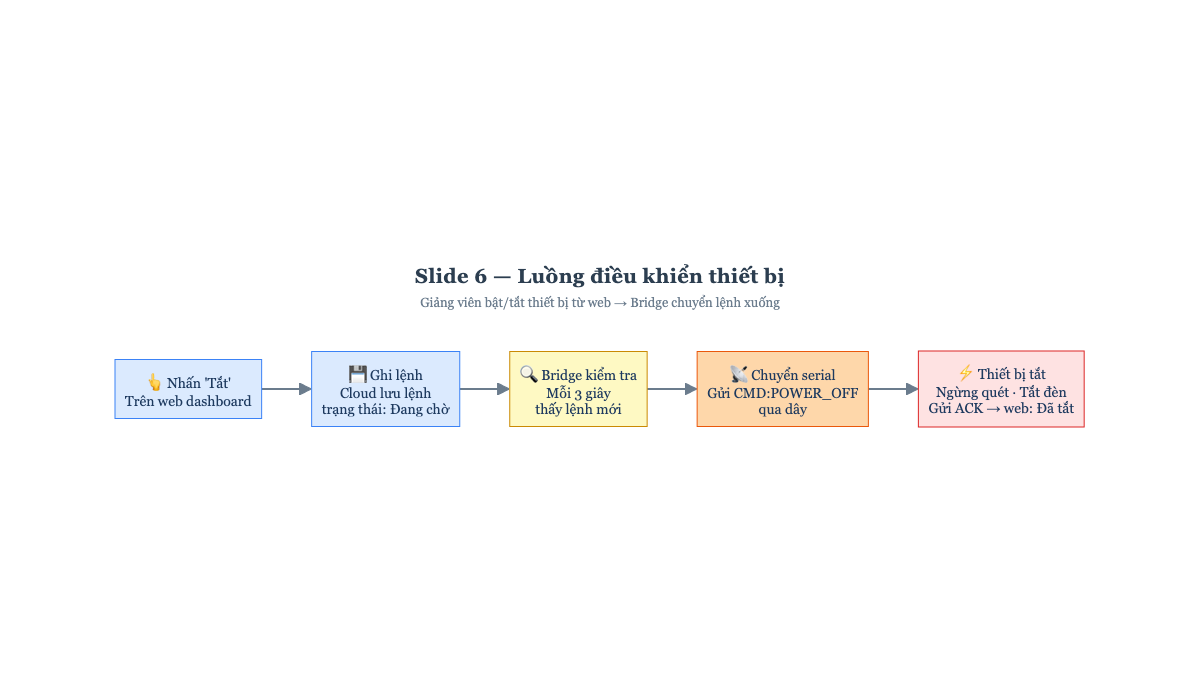 Slide 6 — Luồng điều khiển thiết bị
Giảng viên bật/tắt thiết bị từ web → Bridge chuyển lệnh xuống
👆 Nhấn 'Tắt'
Trên web dashboard
💾 Ghi lệnh
Cloud lưu lệnh
trạng thái: Đang chờ
🔍 Bridge kiểm tra
Mỗi 3 giây
thấy lệnh mới
📡 Chuyển serial
Gửi CMD:POWER_OFF
qua dây
⚡ Thiết bị tắt
Ngừng quét · Tắt đèn
Gửi ACK → web: Đã tắt